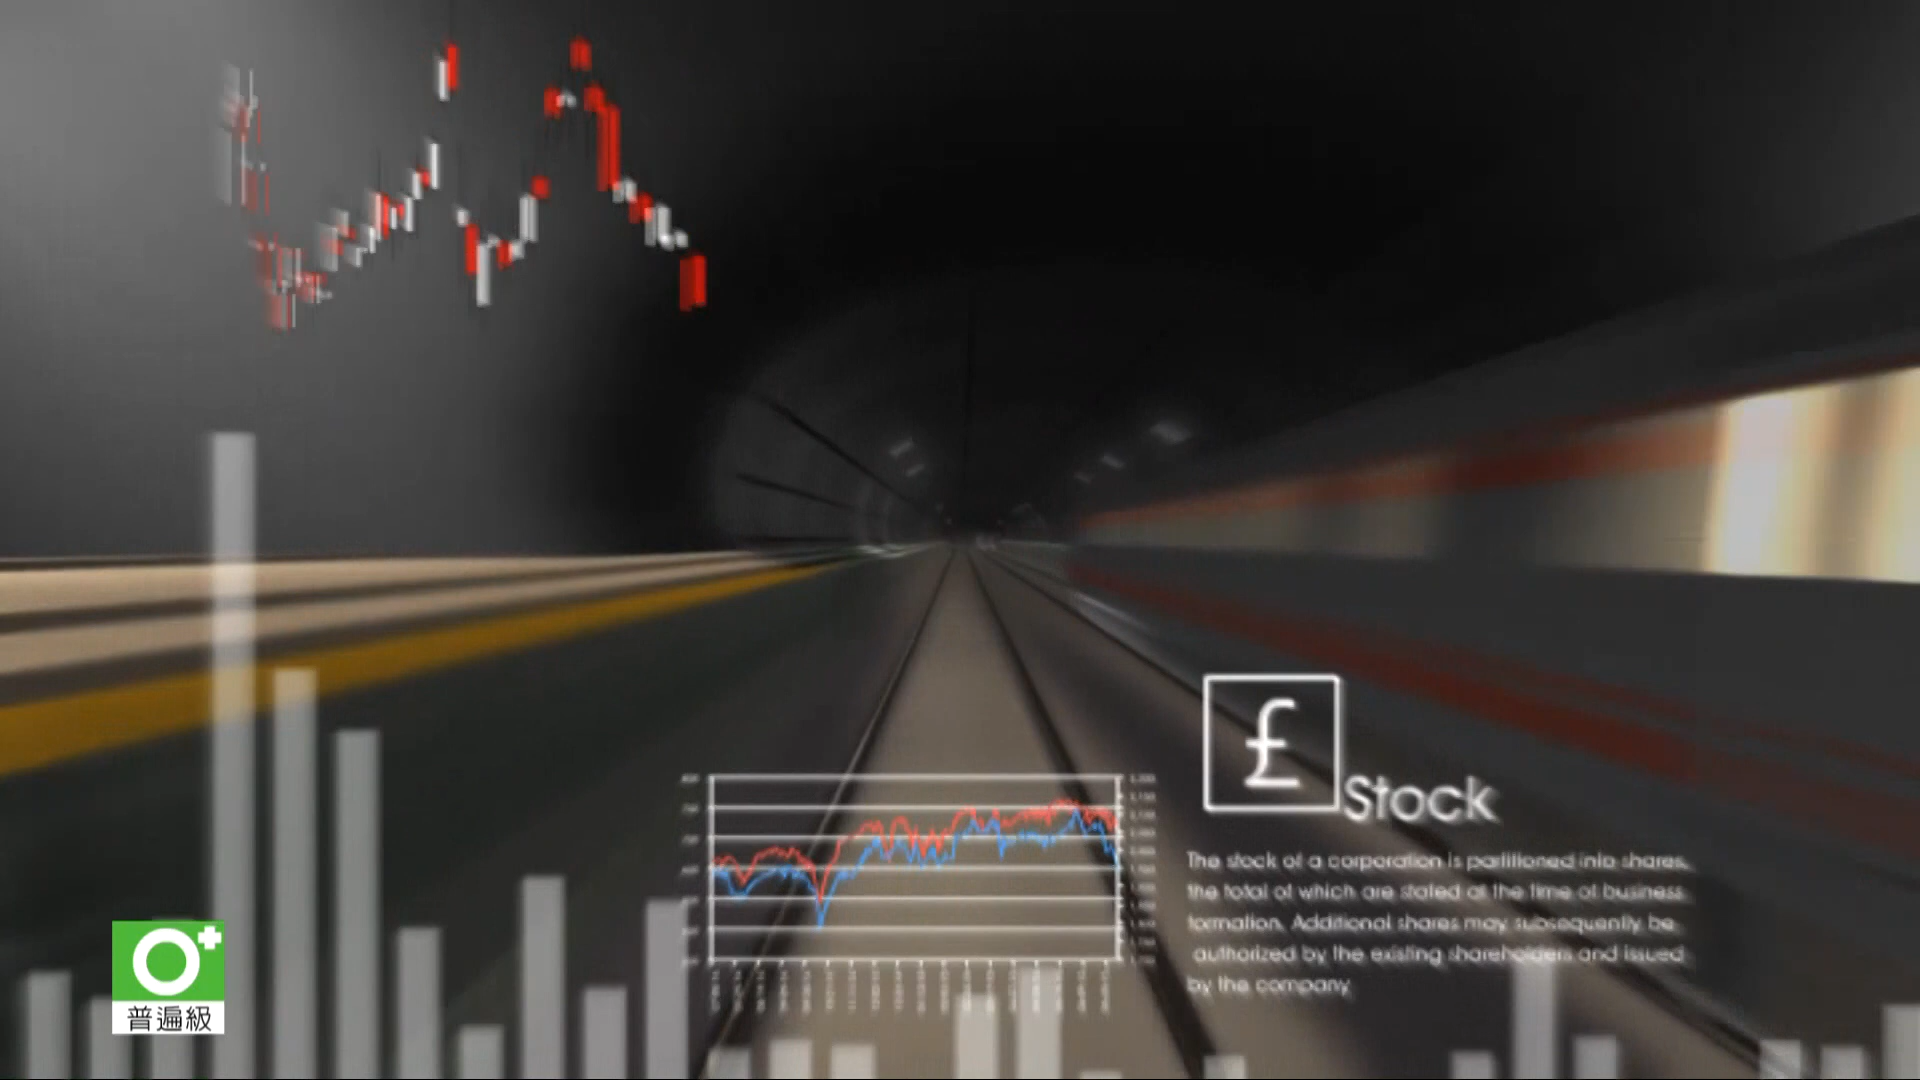 £
Stock
The stock of a corporation is partitioned into shares,
the total of which are stated at the time of business
formation. Additional shares may subsequently be
authorized by the existing shareholders and issued
by the company
普遍級